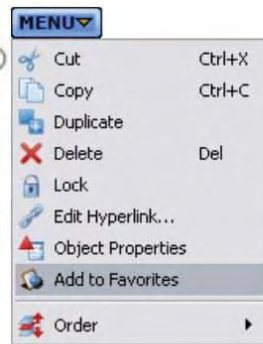 MENU
Cut Ctrl+X
Copy Ctrl+C
Duplicate
Delete Del
Lock
Edit Hyperlink...
Object Properties
Add to Favorites
Order